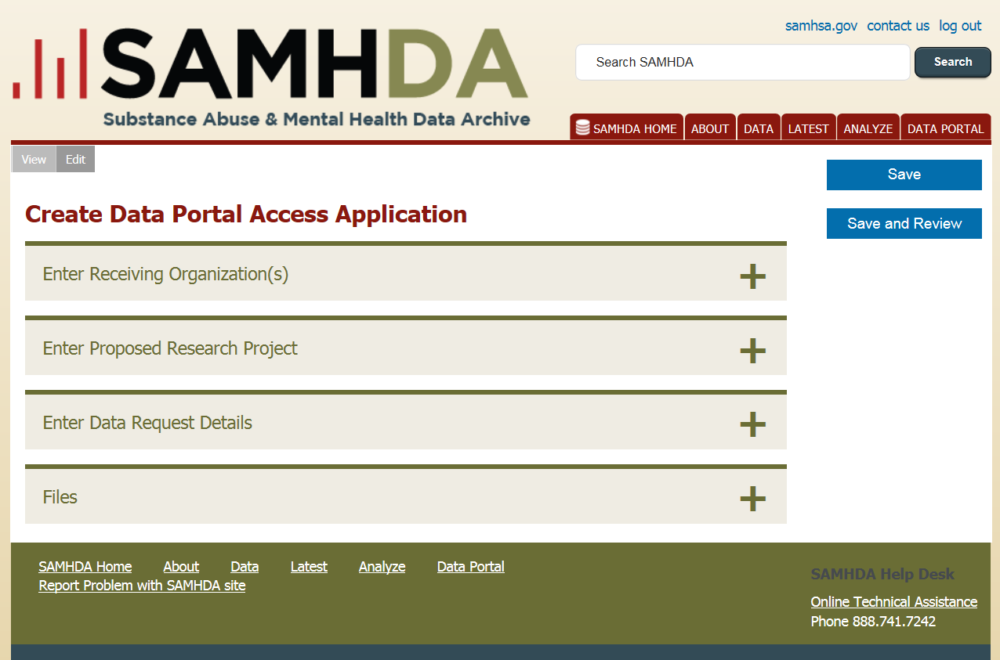 samhsa.gov contact us log out
SAMHDA
Substance Abuse & Mental Health Data Archive
Search SAMHDA
Search
SAMHDA HOME ABOUT DATA LATEST ANALYZE DATA PORTAL
View Edit
Save
Save and Review
Create Data Portal Access Application
Enter Receiving Organization(s) +
Enter Proposed Research Project +
Enter Data Request Details +
Files +
SAMHDA Home About Data Latest Analyze Data Portal
Report Problem with SAMHDA site
SAMHDA Help Desk
Online Technical Assistance
Phone 888.741.7242